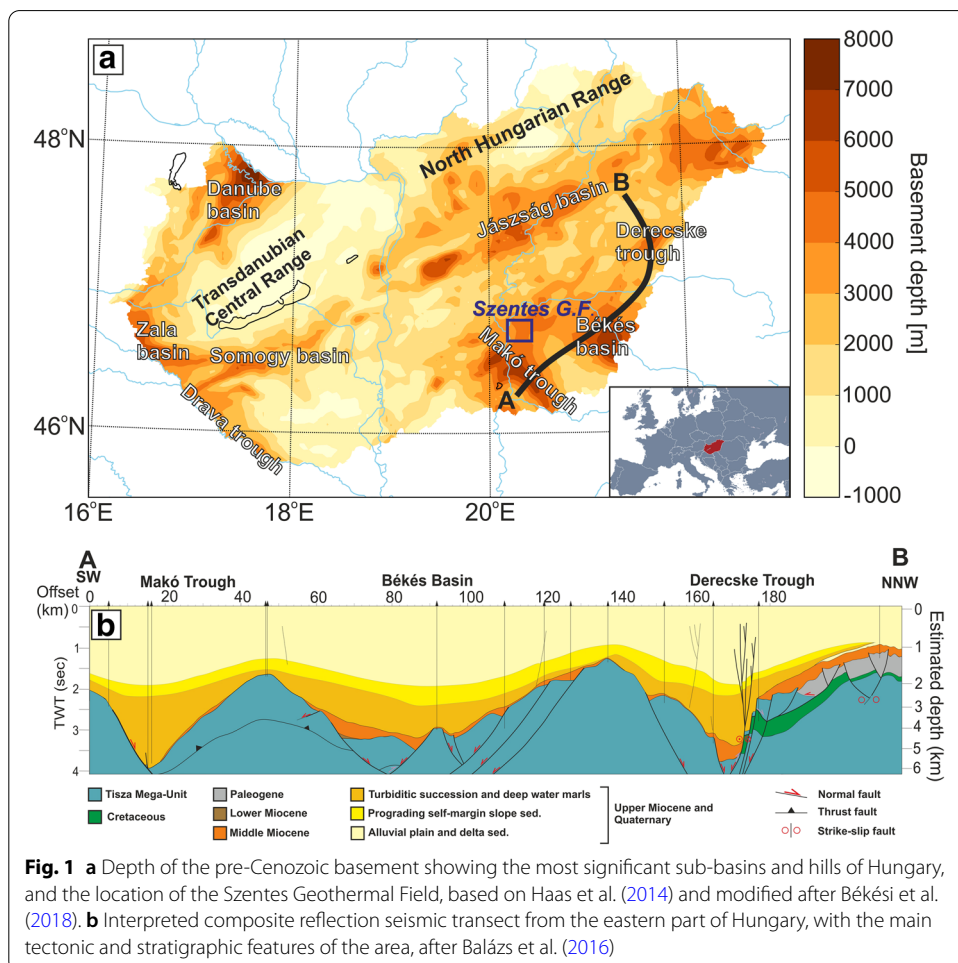 a
48°N
46°N
16°E
18°E
20°E
North Hungarian Range
Danube
basin
Jászság basin
B
Derecske
trough
Transdanubian
Central Range
Szentes G.F.
Zala
basin
Somogy basin
Békés
basin
Makó trough
A
Drava trough
8000
7000
6000
5000
4000
3000
2000
1000
0
-1000
Basement depth [m]
A
SW
Makó Trough
Békés Basin
Derecske Trough
B
NNW
Offset
(km)
0 20 40 60 80 100 120 140 160 180
b
TWT (sec)
0
1
2
3
4
Estimated depth (km)
0
1
2
3
4
5
6
Tisza Mega-Unit
Cretaceous
Paleogene
Lower Miocene
Middle Miocene
Turbiditic succession and deep water marls
Prograding self-margin slope sed.
Alluvial plain and delta sed.
Upper Miocene and
Quaternary
Normal fault
Thrust fault
Strike-slip fault
Fig. 1 a Depth of the pre-Cenozoic basement showing the most significant sub-basins and hills of Hungary,
and the location of the Szentes Geothermal Field, based on Haas et al. (2014) and modified after Békési et al.
(2018). b Interpreted composite reflection seismic transect from the eastern part of Hungary, with the main
tectonic and stratigraphic features of the area, after Balázs et al. (2016)